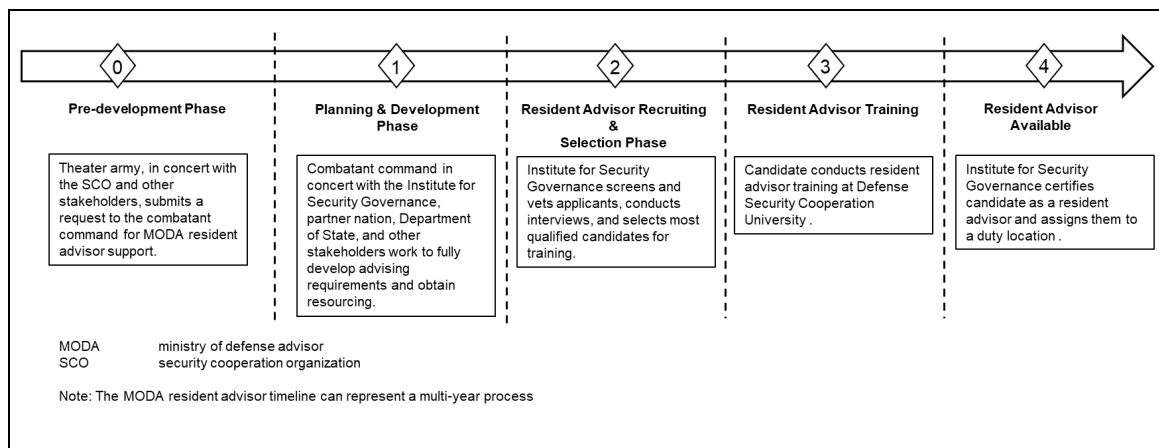 0
1
2
3
4
Pre-development Phase
Theater army, in concert with
the SCO and other
stakeholders, submits a
request to the combatant
command for MODA resident
advisor support.
Planning & Development
Phase
Combatant command in
concert with the Institute for
Security Governance,
partner nation, Department
of State, and other
stakeholders work to fully
develop advising
requirements and obtain
resourcing.
Resident Advisor Recruiting
&
Selection Phase
Institute for Security
Governance screens and
vets applicants, conducts
interviews, and selects most
qualified candidates for
training.
Resident Advisor Training
Candidate conducts resident
advisor training at Defense
Security Cooperation
University .
Resident Advisor
Available
Institute for Security
Governance certifies
candidate as a resident
advisor and assigns them to
a duty location .
MODA ministry of defense advisor
SCO security cooperation organization
Note: The MODA resident advisor timeline can represent a multi-year process